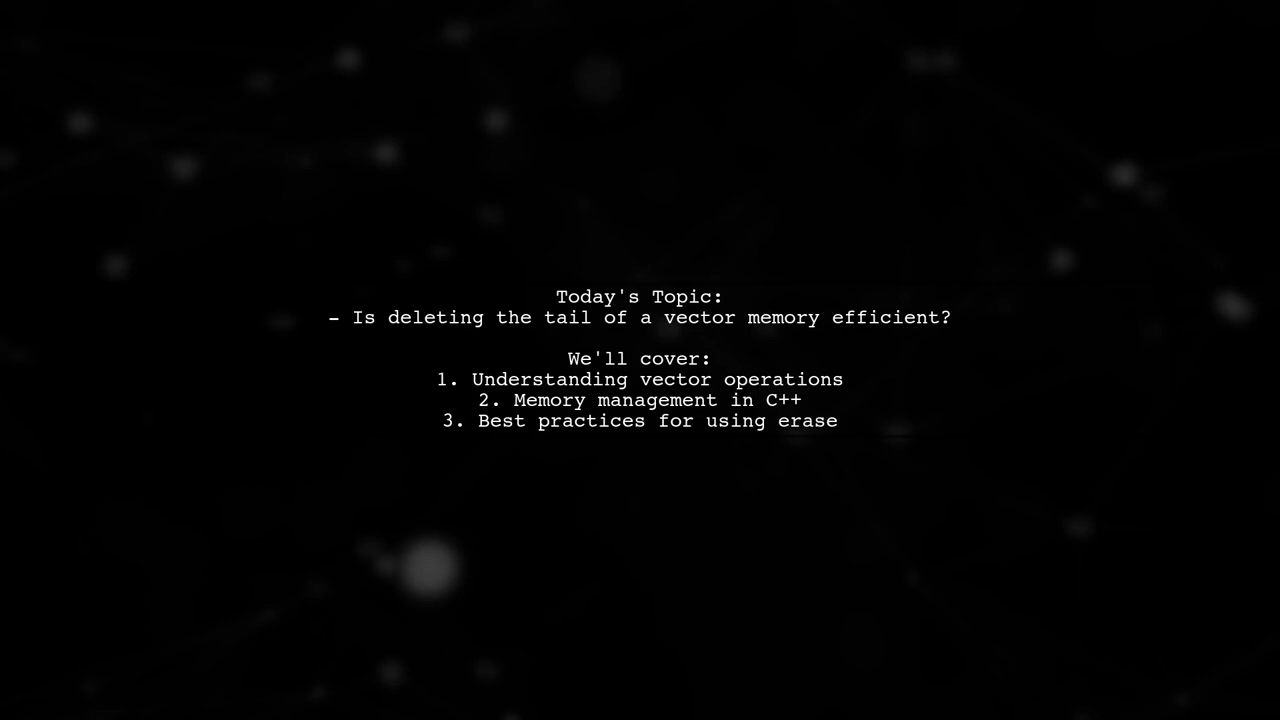 Today's Topic:
- Is deleting the tail of a vector memory efficient?
We'll cover:
1. Understanding vector operations
2. Memory management in C++
3. Best practices for using erase